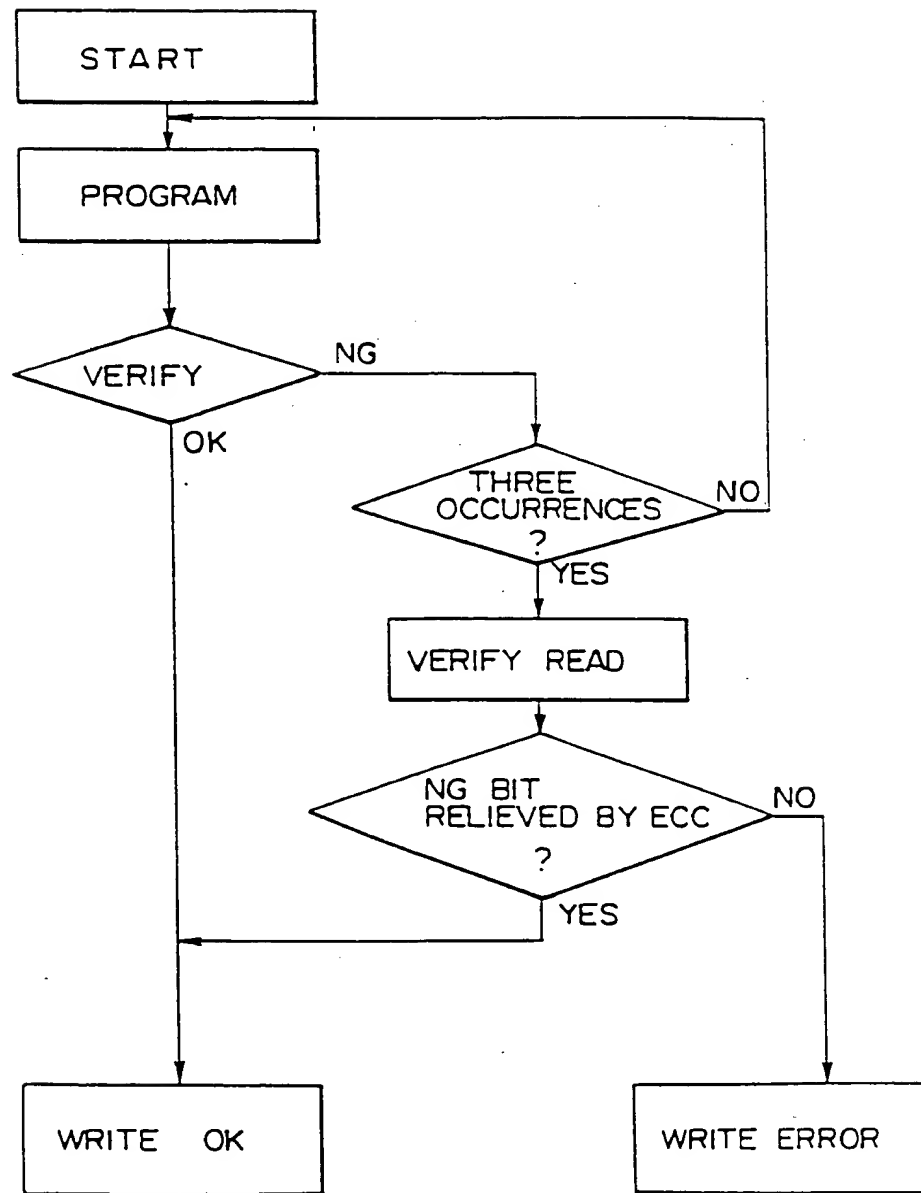 START
PROGRAM
VERIFY
NG
OK
THREE
OCCURRENCES
?
NO
YES
VERIFY READ
NG BIT
RELIEVED BY ECC
?
NO
YES
WRITE OK
WRITE ERROR